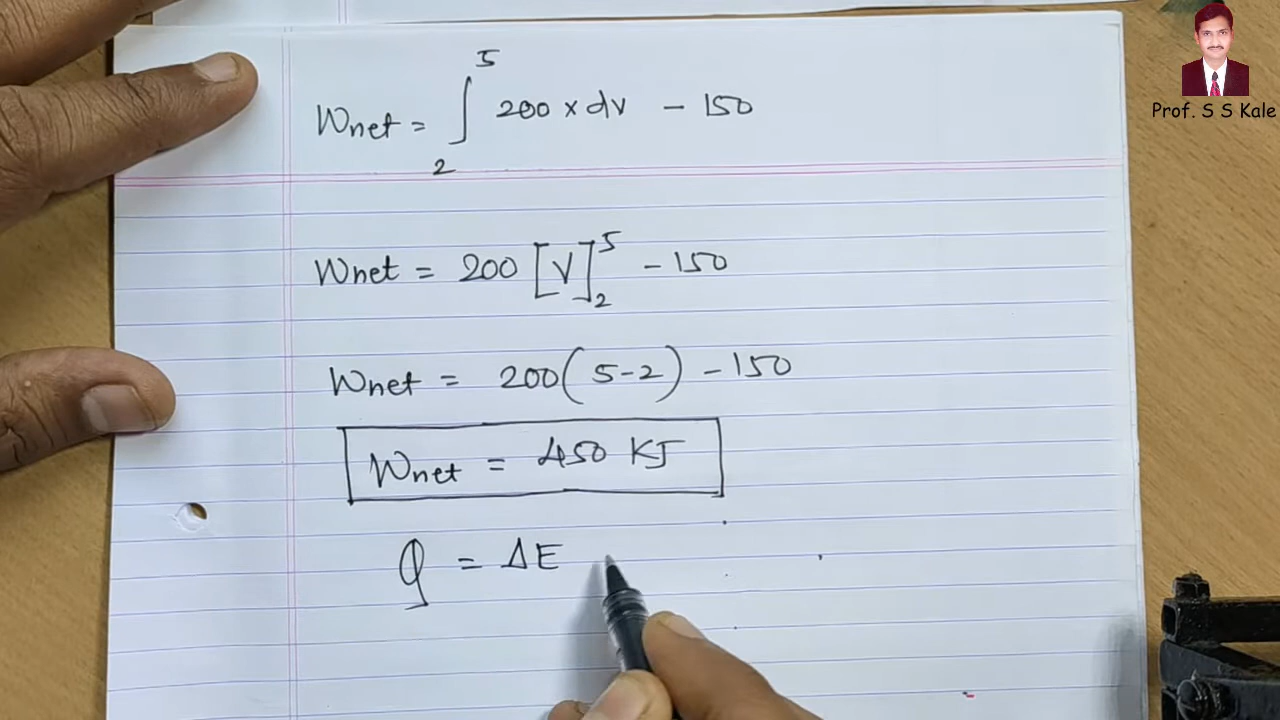 Prof. S S Kale
Wnet = ∫₂⁵ 200 × dV - 150
Wnet = 200 [V]₂⁵ - 150
Wnet = 200(5-2) - 150
Wnet = 450 KJ
Q = ΔE